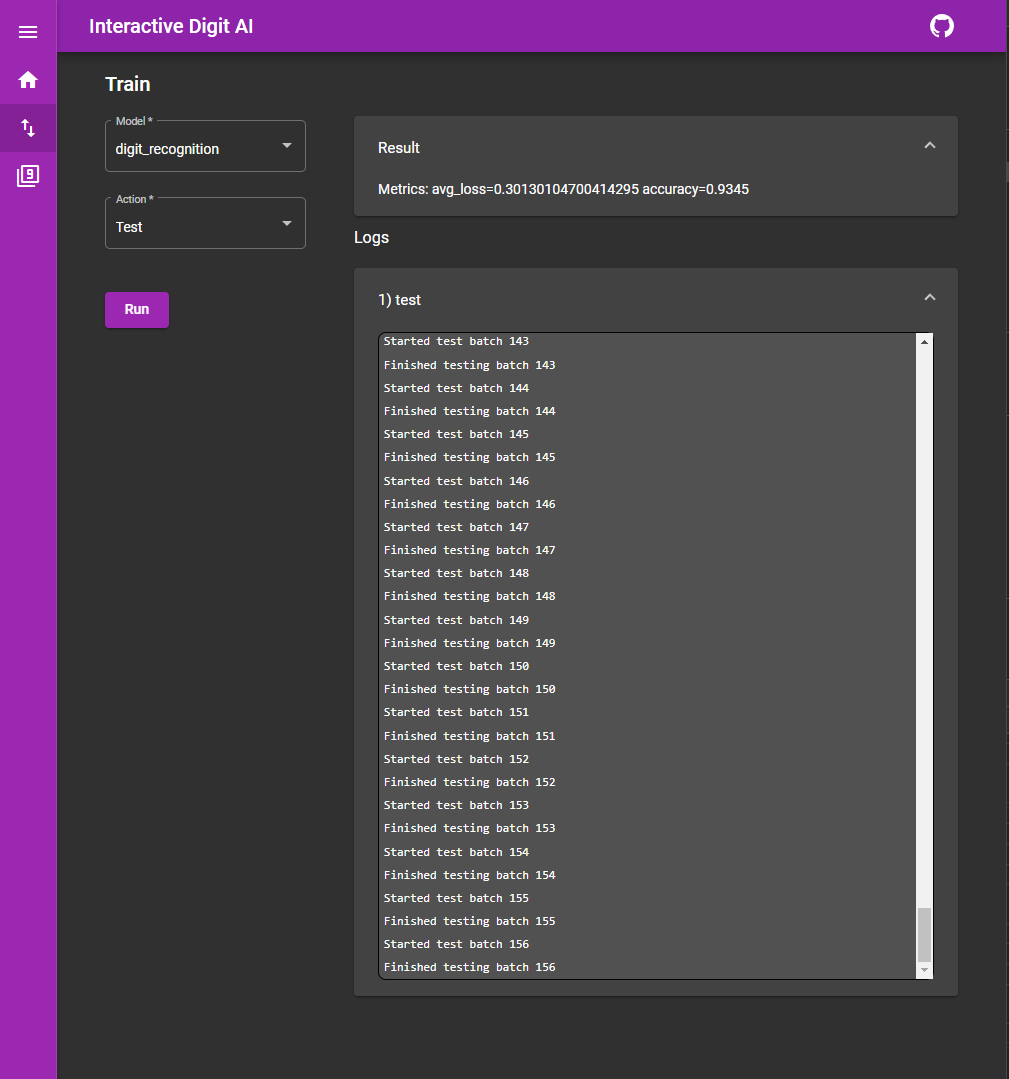 Interactive Digit AI
Train
Model *
digit_recognition
Action *
Test
Run
Result
Metrics: avg_loss=0.30130104700414295 accuracy=0.9345
Logs
1) test
Started test batch 143
Finished testing batch 143
Started test batch 144
Finished testing batch 144
Started test batch 145
Finished testing batch 145
Started test batch 146
Finished testing batch 146
Started test batch 147
Finished testing batch 147
Started test batch 148
Finished testing batch 148
Started test batch 149
Finished testing batch 149
Started test batch 150
Finished testing batch 150
Started test batch 151
Finished testing batch 151
Started test batch 152
Finished testing batch 152
Started test batch 153
Finished testing batch 153
Started test batch 154
Finished testing batch 154
Started test batch 155
Finished testing batch 155
Started test batch 156
Finished testing batch 156
9